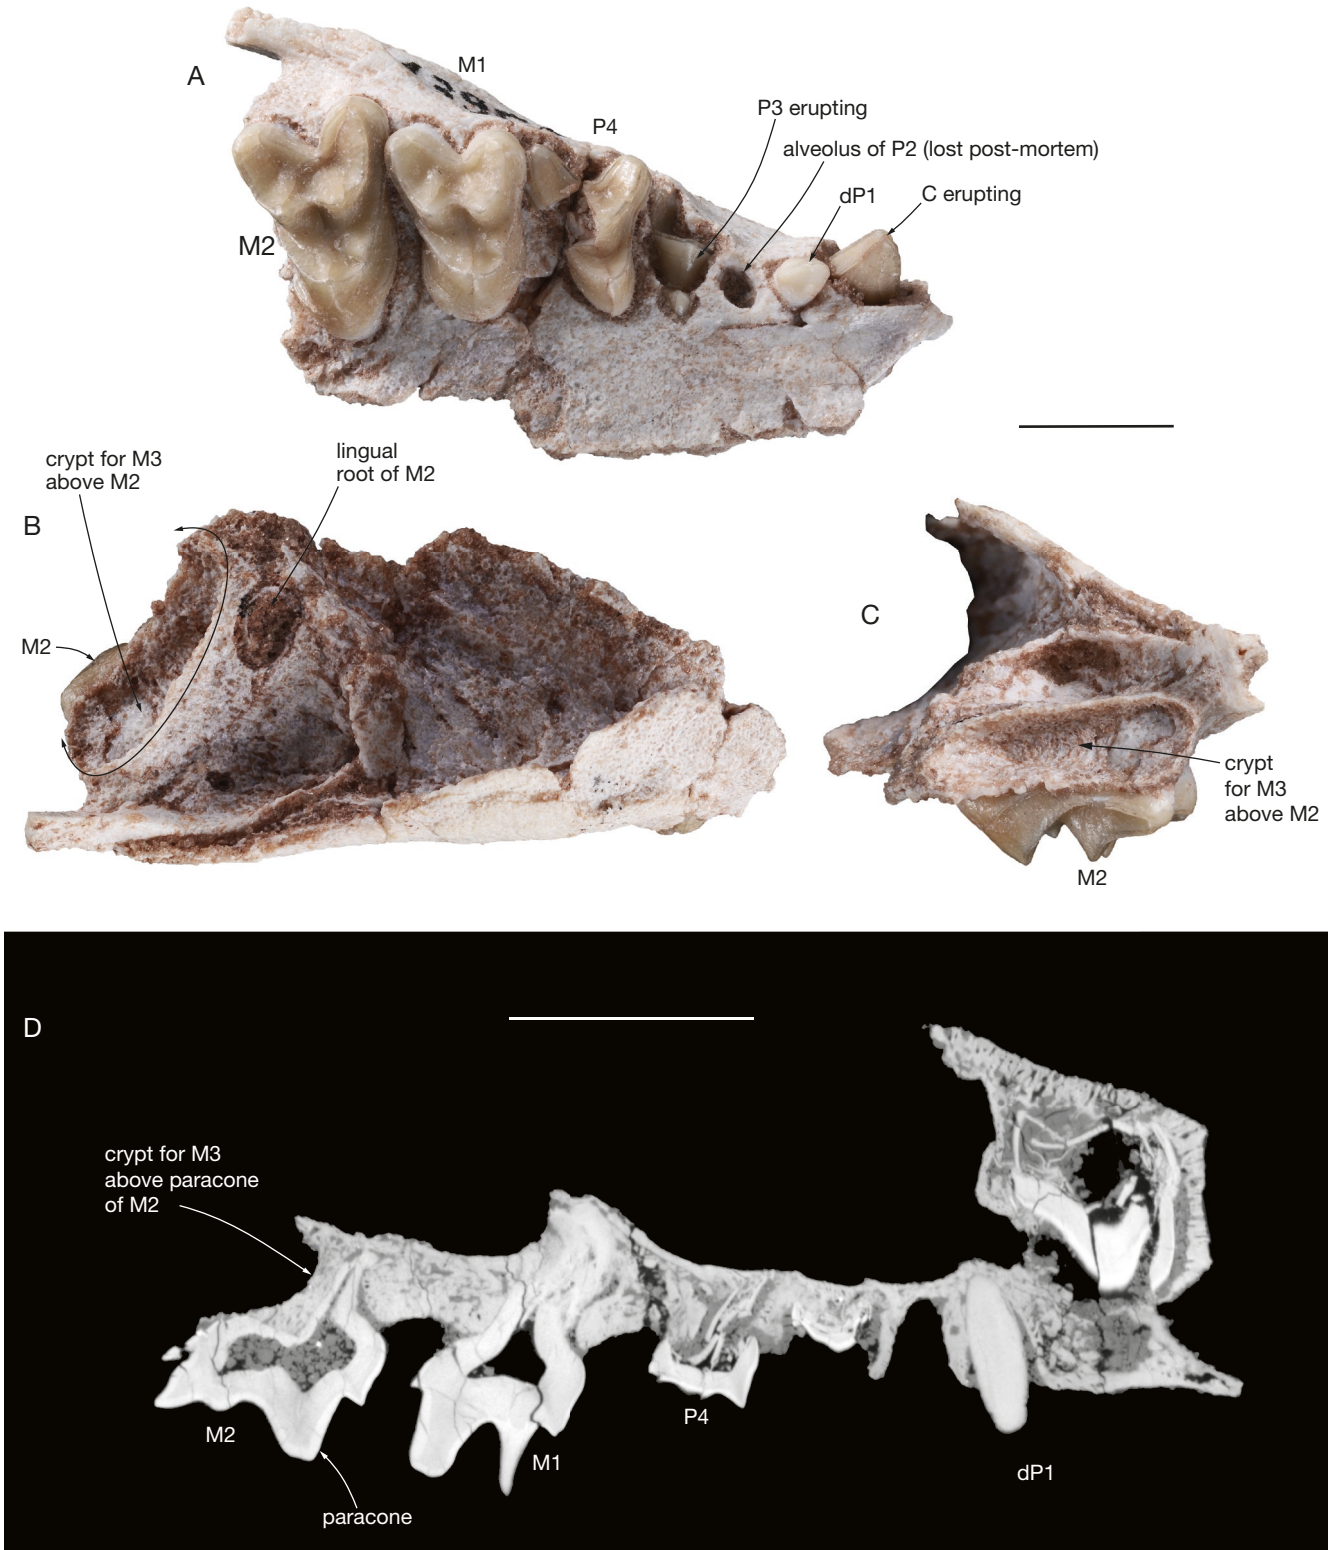 A
M1
P4
P3 erupting
alveolus of P2 (lost post-mortem)
dP1
C erupting
M2
B
crypt for M3
above M2
lingual
root of M2
M2
C
crypt
for M3
above M2
M2
D
crypt for M3
above paracone
of M2
M2
paracone
M1
P4
dP1